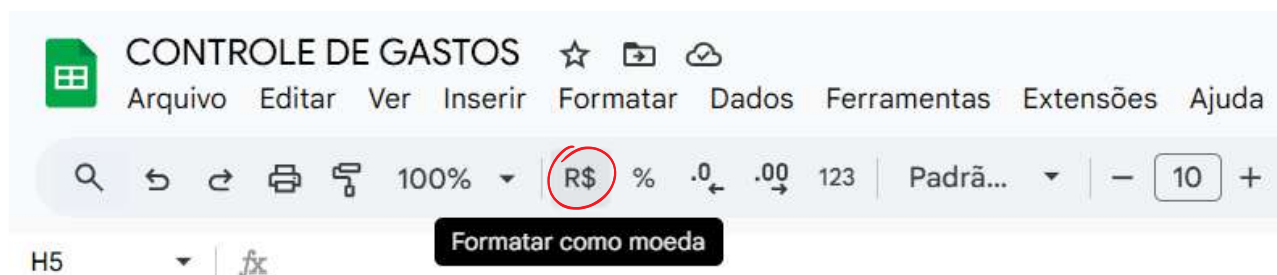 CONTROLE DE GASTOS
Arquivo Editar Ver Inserir Formatar Dados Ferramentas Extensões Ajuda
100% R$ % .0 .00 123 Padrã... − 10 +
Formatar como moeda
H5 fx